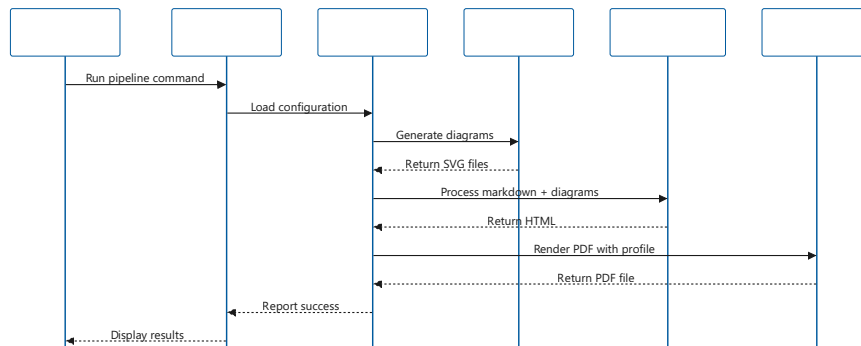 Run pipeline command
Load configuration
Generate diagrams
Return SVG files
Process markdown + diagrams
Return HTML
Render PDF with profile
Return PDF file
Report success
Display results